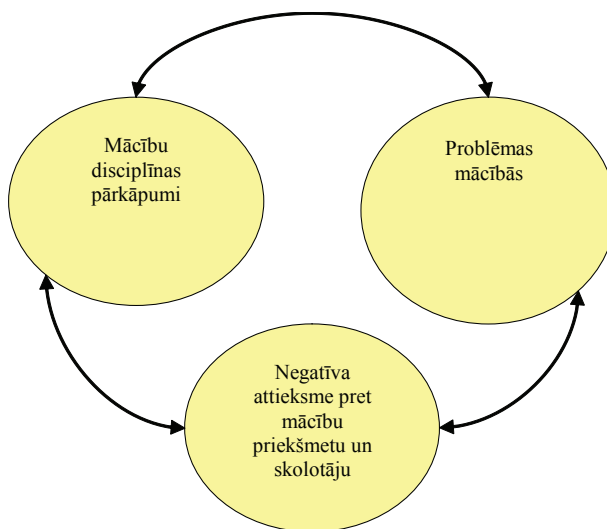 Mācību
disciplīnas
pārkāpumi
Problēmas
mācībās
Negatīva
attieksme pret
mācību
priekšmetu un
skolotāju